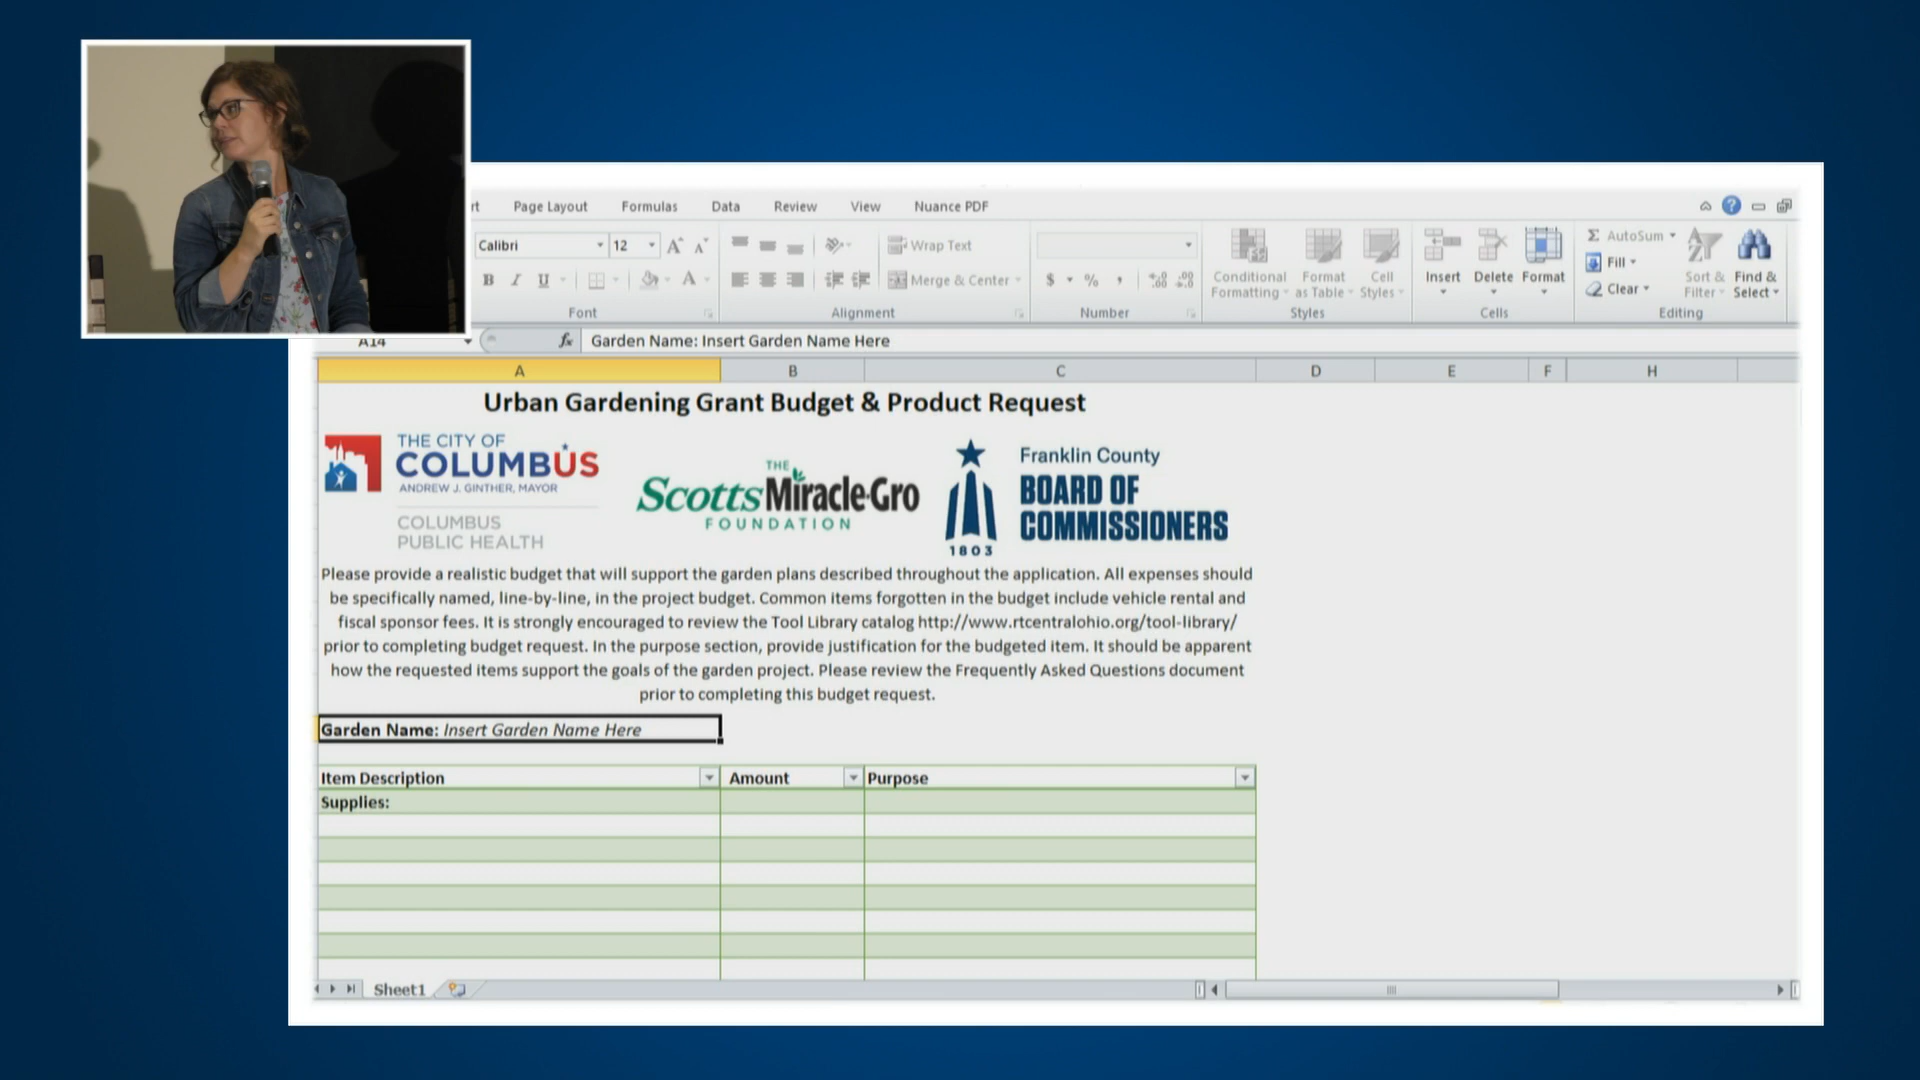 rt Page Layout Formulas Data Review View Nuance PDF
Calibri 12 Wrap Text Σ AutoSum
B I U A Merge & Center $ % , Conditional Formatting Format as Table Cell Styles Insert Delete Format Fill Clear Sort & Filter Find & Select
Font Alignment Number Styles Cells Editing
A14 fx Garden Name: Insert Garden Name Here
A B C D E F H
Urban Gardening Grant Budget & Product Request
THE CITY OF
COLUMBUS
ANDREW J. GINTHER, MAYOR
COLUMBUS
PUBLIC HEALTH
THE
Scotts Miracle-Gro
FOUNDATION
1803
Franklin County
BOARD OF
COMMISSIONERS
Please provide a realistic budget that will support the garden plans described throughout the application. All expenses should
be specifically named, line-by-line, in the project budget. Common items forgotten in the budget include vehicle rental and
fiscal sponsor fees. It is strongly encouraged to review the Tool Library catalog http://www.rtcentralohio.org/tool-library/
prior to completing budget request. In the purpose section, provide justification for the budgeted item. It should be apparent
how the requested items support the goals of the garden project. Please review the Frequently Asked Questions document
prior to completing this budget request.
Garden Name: Insert Garden Name Here
Item Description Amount Purpose
Supplies:
Sheet1